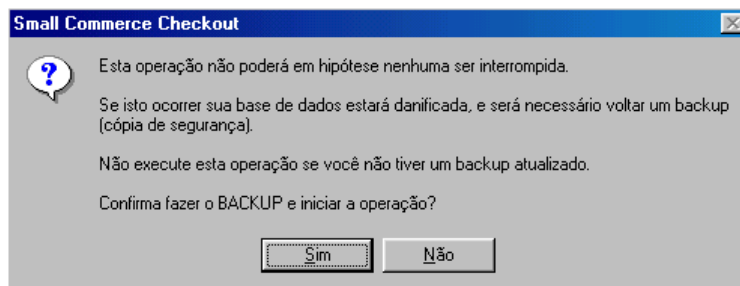 Small Commerce Checkout
Esta operação não poderá em hipótese nenhuma ser interrompida.
Se isto ocorrer sua base de dados estará danificada, e será necessário voltar um backup
(cópia de segurança).
Não execute esta operação se você não tiver um backup atualizado.
Confirma fazer o BACKUP e iniciar a operação?
Sim
Não